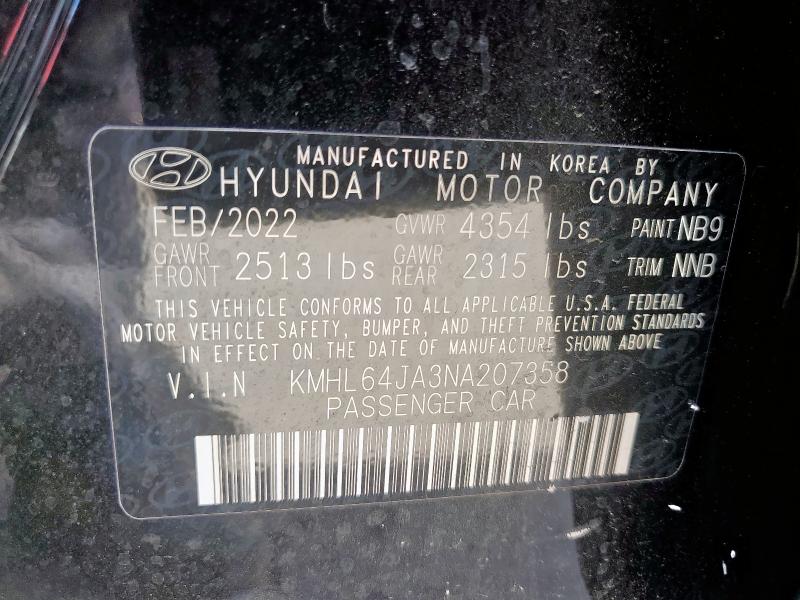 MANUFACTURED IN KOREA BY
HYUNDAI MOTOR COMPANY
FEB/2022 GVWR 4354 lbs PAINT NB9
GAWR FRONT 2513 lbs GAWR REAR 2315 lbs TRIM NNB
THIS VEHICLE CONFORMS TO ALL APPLICABLE U.S.A. FEDERAL
MOTOR VEHICLE SAFETY, BUMPER, AND THEFT PREVENTION STANDARDS
IN EFFECT ON THE DATE OF MANUFACTURE SHOWN ABOVE
V.I.N KMHL64JA3NA207358
PASSENGER CAR